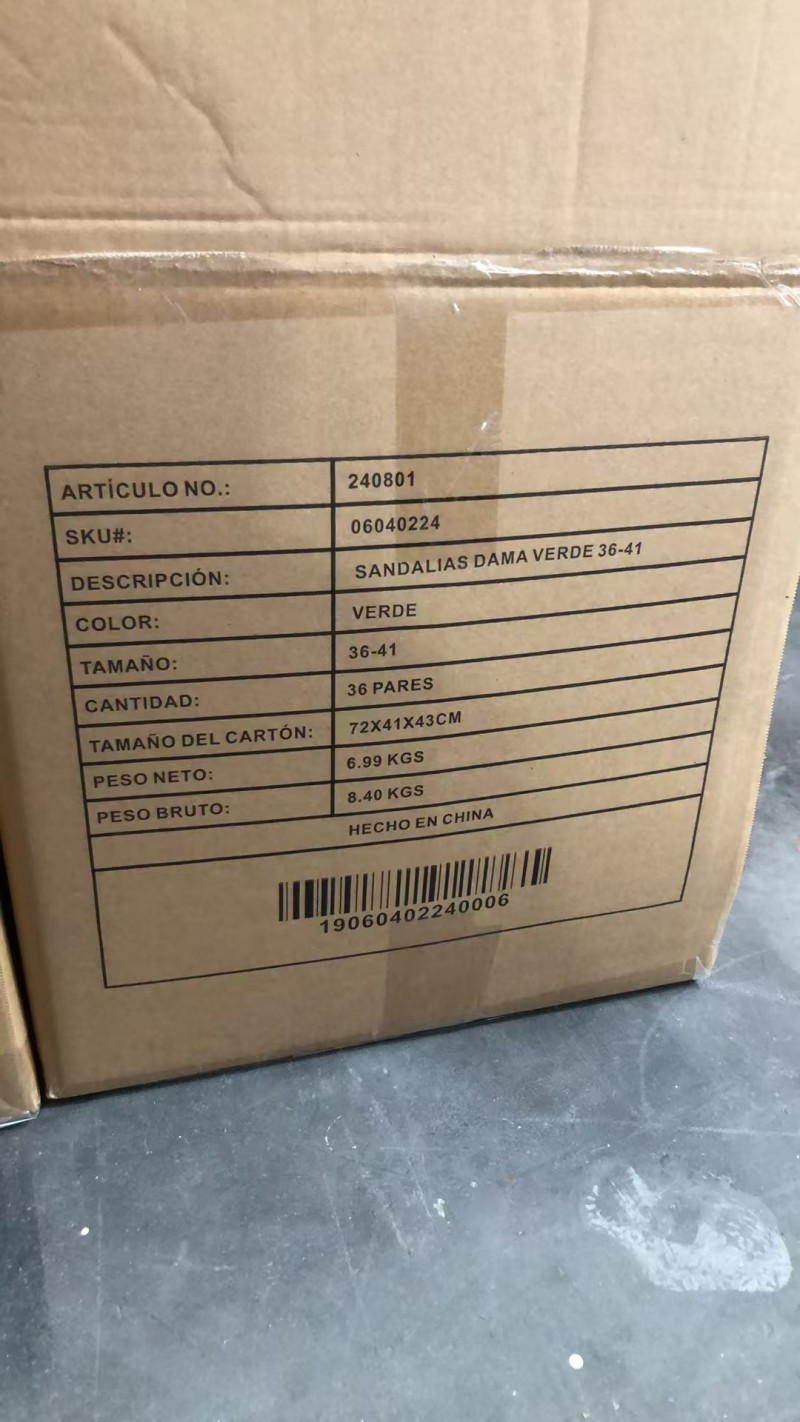 ARTÍCULO NO.: 240801
SKU#: 06040224
DESCRIPCIÓN: SANDALIAS DAMA VERDE 36-41
COLOR: VERDE
TAMAÑO: 36-41
CANTIDAD: 36 PARES
TAMAÑO DEL CARTÓN: 72X41X43CM
PESO NETO: 6.99 KGS
PESO BRUTO: 8.40 KGS
HECHO EN CHINA
19060402240006